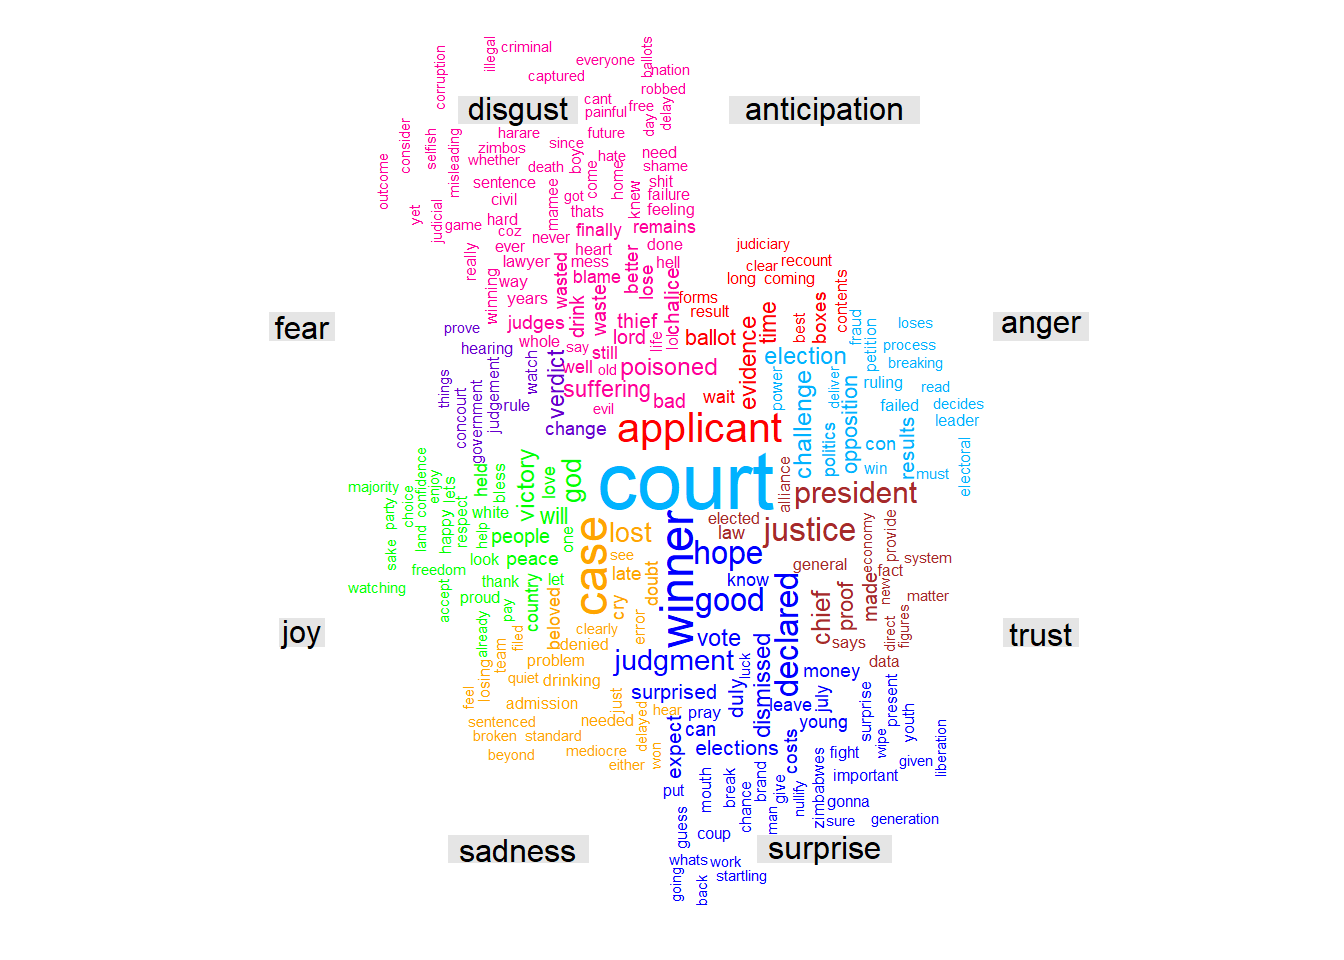 illegal
criminal
corruption
everyone
ballots
captured
nation
robbed
disgust
cant
painful
free
day
delay
anticipation
consider
selfish
misleading
harare
zimbos
whether
since
future
boy
hate
need
shame
outcome
death
sentence
come
home
shit
yet
judicial
civil
got
mamee
thats
knew
failure
feeling
game
hard
coz
never
finally
remains
really
ever
heart
done
judiciary
lawyer
mess
better
hell
clear
recount
winning
way
wasted
blame
lose
chalice
long
coming
years
drink
waste
forms
result
time
best
boxes
contents
fear
prove
judges
thief
lord
life
lol
ballot
fraud
petition
loses
anger
hearing
whole
say
still
evidence
election
process
things
watch
verdict
well
old
poisoned
power
deliver
breaking
concourt
government
judgement
rule
suffering
evil
bad
wait
challenge
politics
opposition
ruling
read
failed
decides
change
applicant
con
results
leader
majority
party
choice
confidence
enjoy
ets
held
bless
victory
love
god
court
alliance
win
must
electoral
president
land
happy
respect
white
will
sake
help
people
one
case
lost
winner
elected
law
justice
economy
provide
look
peace
see
hope
watching
freedom
thank
let
late
doubt
know
general
fact
system
accept
proud
pay
country
beloved
cry
good
declared
chief
proof
made
new
matter
joy
already
filed
clearly
error
vote
says
direct
figures
trust
team
denied
losing
problem
judgment
luck
dismissed
money
data
feel
quiet
drinking
surprised
duly
leave
july
admission
just
hear
pray
young
surprise
present
sentenced
needed
delayed
can
youth
broken
standard
expect
elections
costs
wipe
liberation
beyond
mediocre
either
won
zimbabwes
fight
given
put
mouth
break
brand
give
important
chance
man
nullify
gonna
guess
coup
sure
generation
sadness
surprise
whats
work
going
back
startling